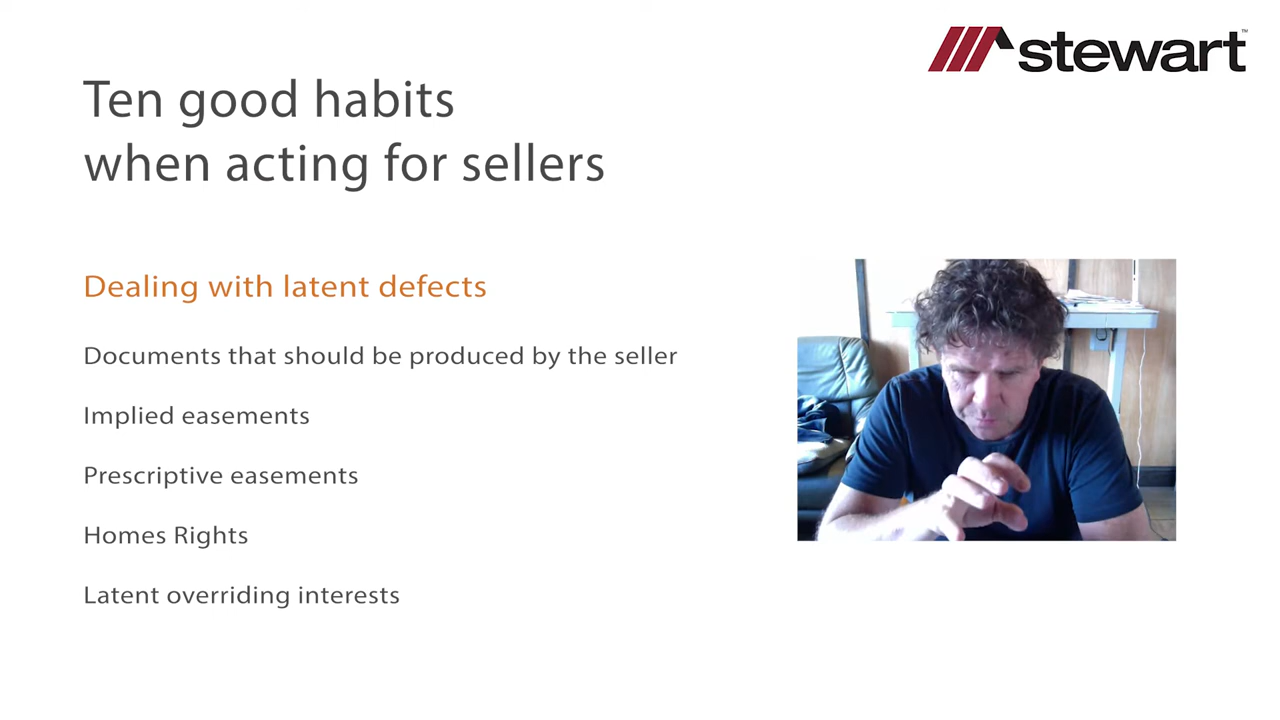 stewart™
Ten good habits
when acting for sellers
Dealing with latent defects
Documents that should be produced by the seller
Implied easements
Prescriptive easements
Homes Rights
Latent overriding interests